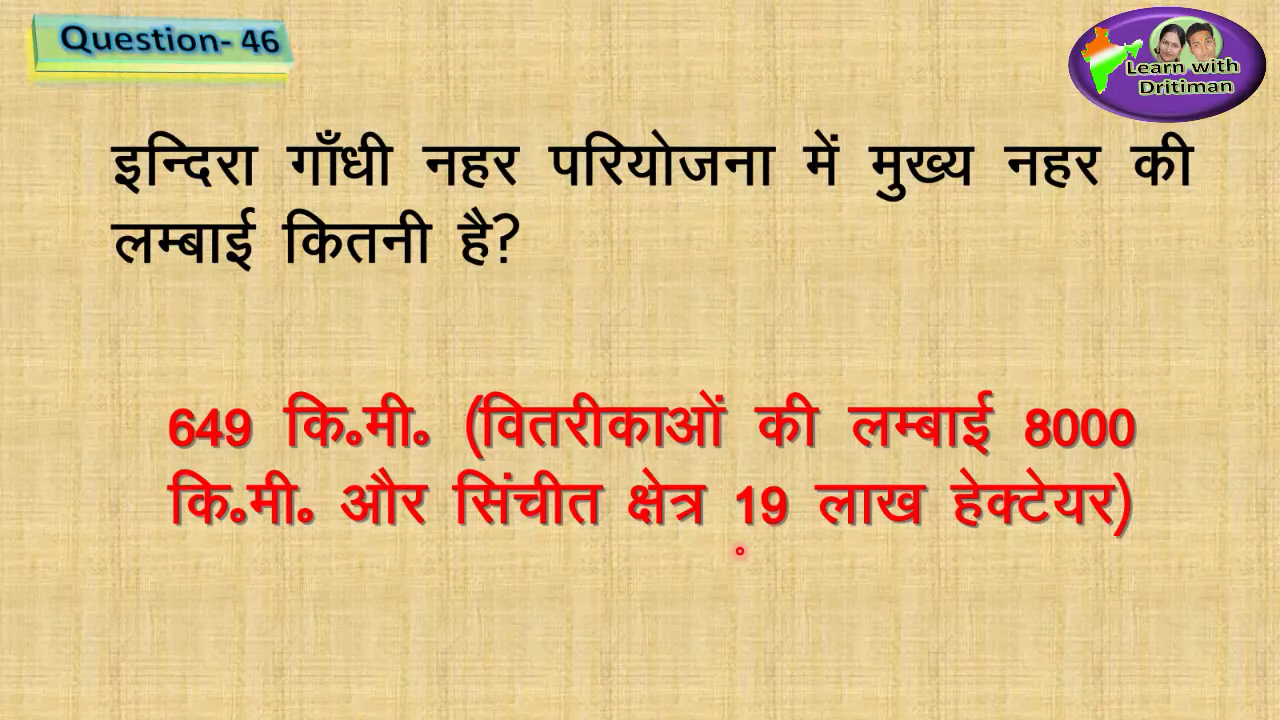 Question- 46
Learn with
Dritiman
इन्दिरा गाँधी नहर परियोजना में मुख्य नहर की
लम्बाई कितनी है?
649 कि॰मी॰ (वितरीकाओं की लम्बाई 8000
कि॰मी॰ और सिंचीत क्षेत्र 19 लाख हेक्टेयर)